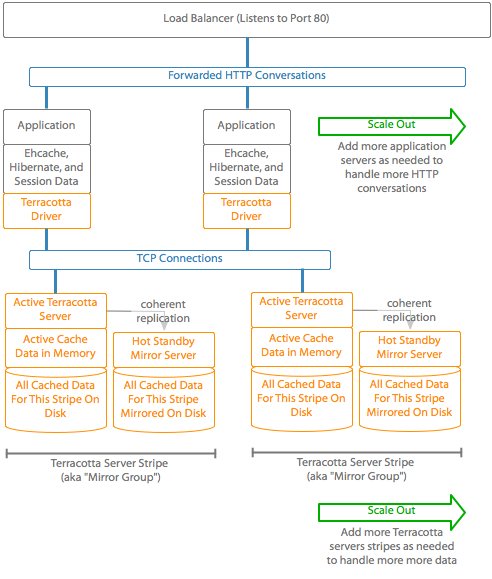 Load Balancer (Listens to Port 80)
Forwarded HTTP Conversations
Application
Ehcache,
Hibernate, and
Session Data
Terracotta
Driver
Application
Ehcache,
Hibernate, and
Session Data
Terracotta
Driver
Scale Out
Add more application
servers as needed to
handle more HTTP
conversations
TCP Connections
Active Terracotta
Server
Active Cache
Data in Memory
All Cached Data
For This Stripe On
Disk
coherent
replication
Hot Standby
Mirror Server
All Cached Data
For This Stripe
Mirrored On Disk
Terracotta Server Stripe
(aka "Mirror Group")
Active Terracotta
Server
Active Cache
Data in Memory
All Cached Data
For This Stripe On
Disk
coherent
replication
Hot Standby
Mirror Server
All Cached Data
For This Stripe
Mirrored On Disk
Terracotta Server Stripe
(aka "Mirror Group")
Scale Out
Add more Terracotta
servers stripes as needed
to handle more more data